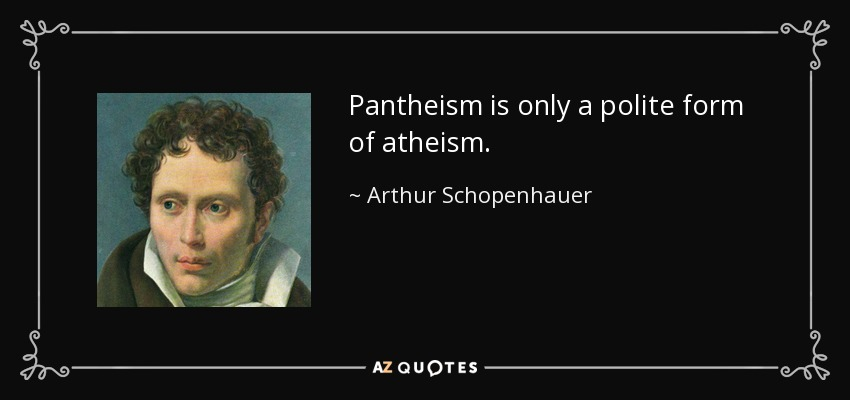 Pantheism is only a polite form
of atheism.
~ Arthur Schopenhauer
AZ QUOTES